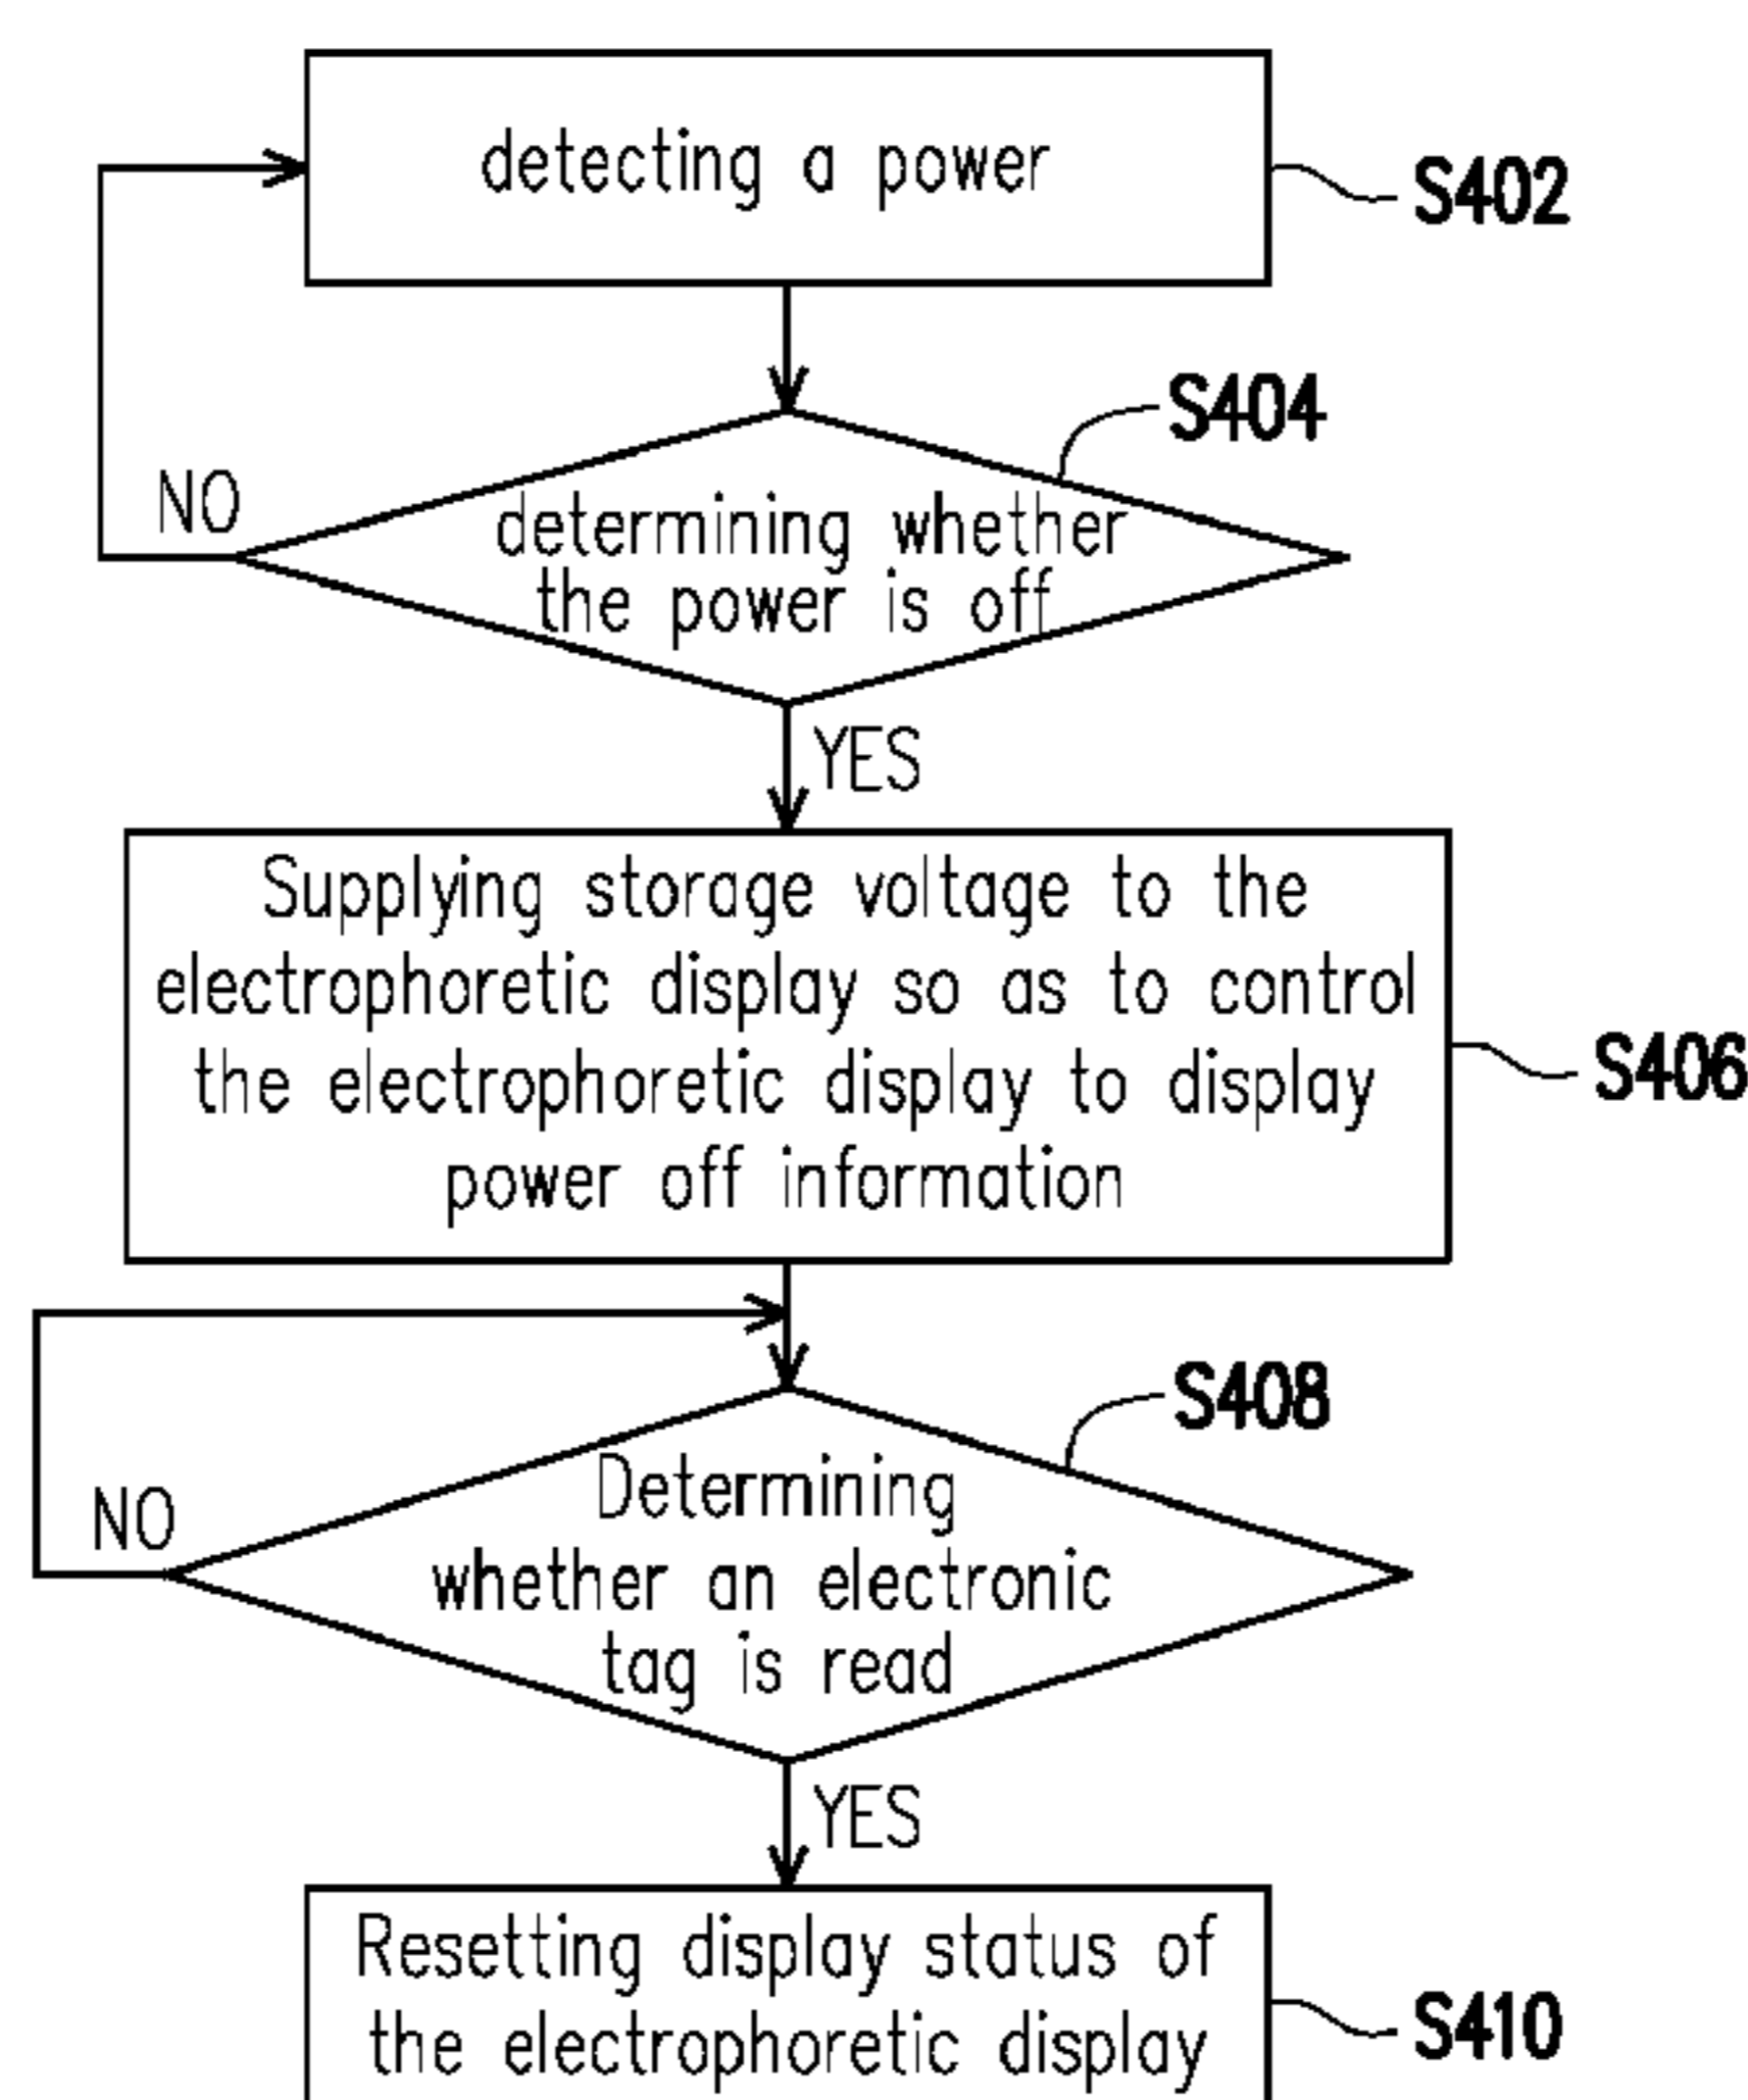 detecting a power
S402
S404
NO
determining whether
the power is off
YES
Supplying storage voltage to the
electrophoretic display so as to control
the electrophoretic display to display
power off information
S406
S408
NO
Determining
whether an electronic
tag is read
YES
Resetting display status of
the electrophoretic display
S410